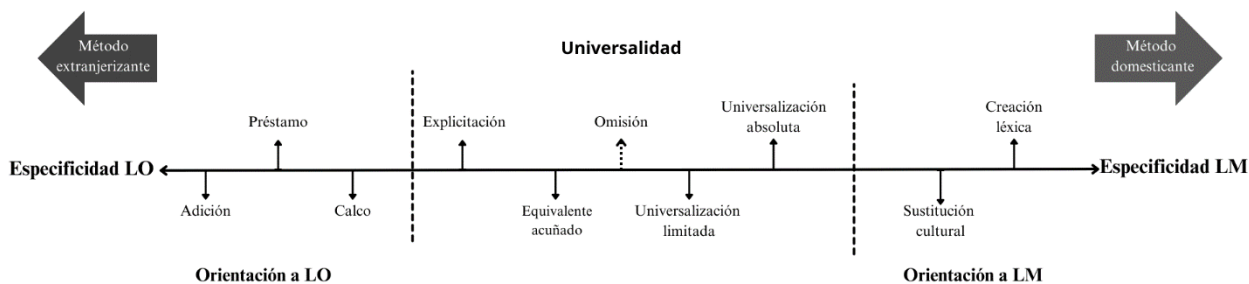 Método
extranjerizante
Universalidad
Método
domesticante
Préstamo
Explicitación
Omisión
Universalización
absoluta
Creación
léxica
Especificidad LO
Especificidad LM
Adición
Calco
Equivalente
acuñado
Universalización
limitada
Sustitución
cultural
Orientación a LO
Orientación a LM